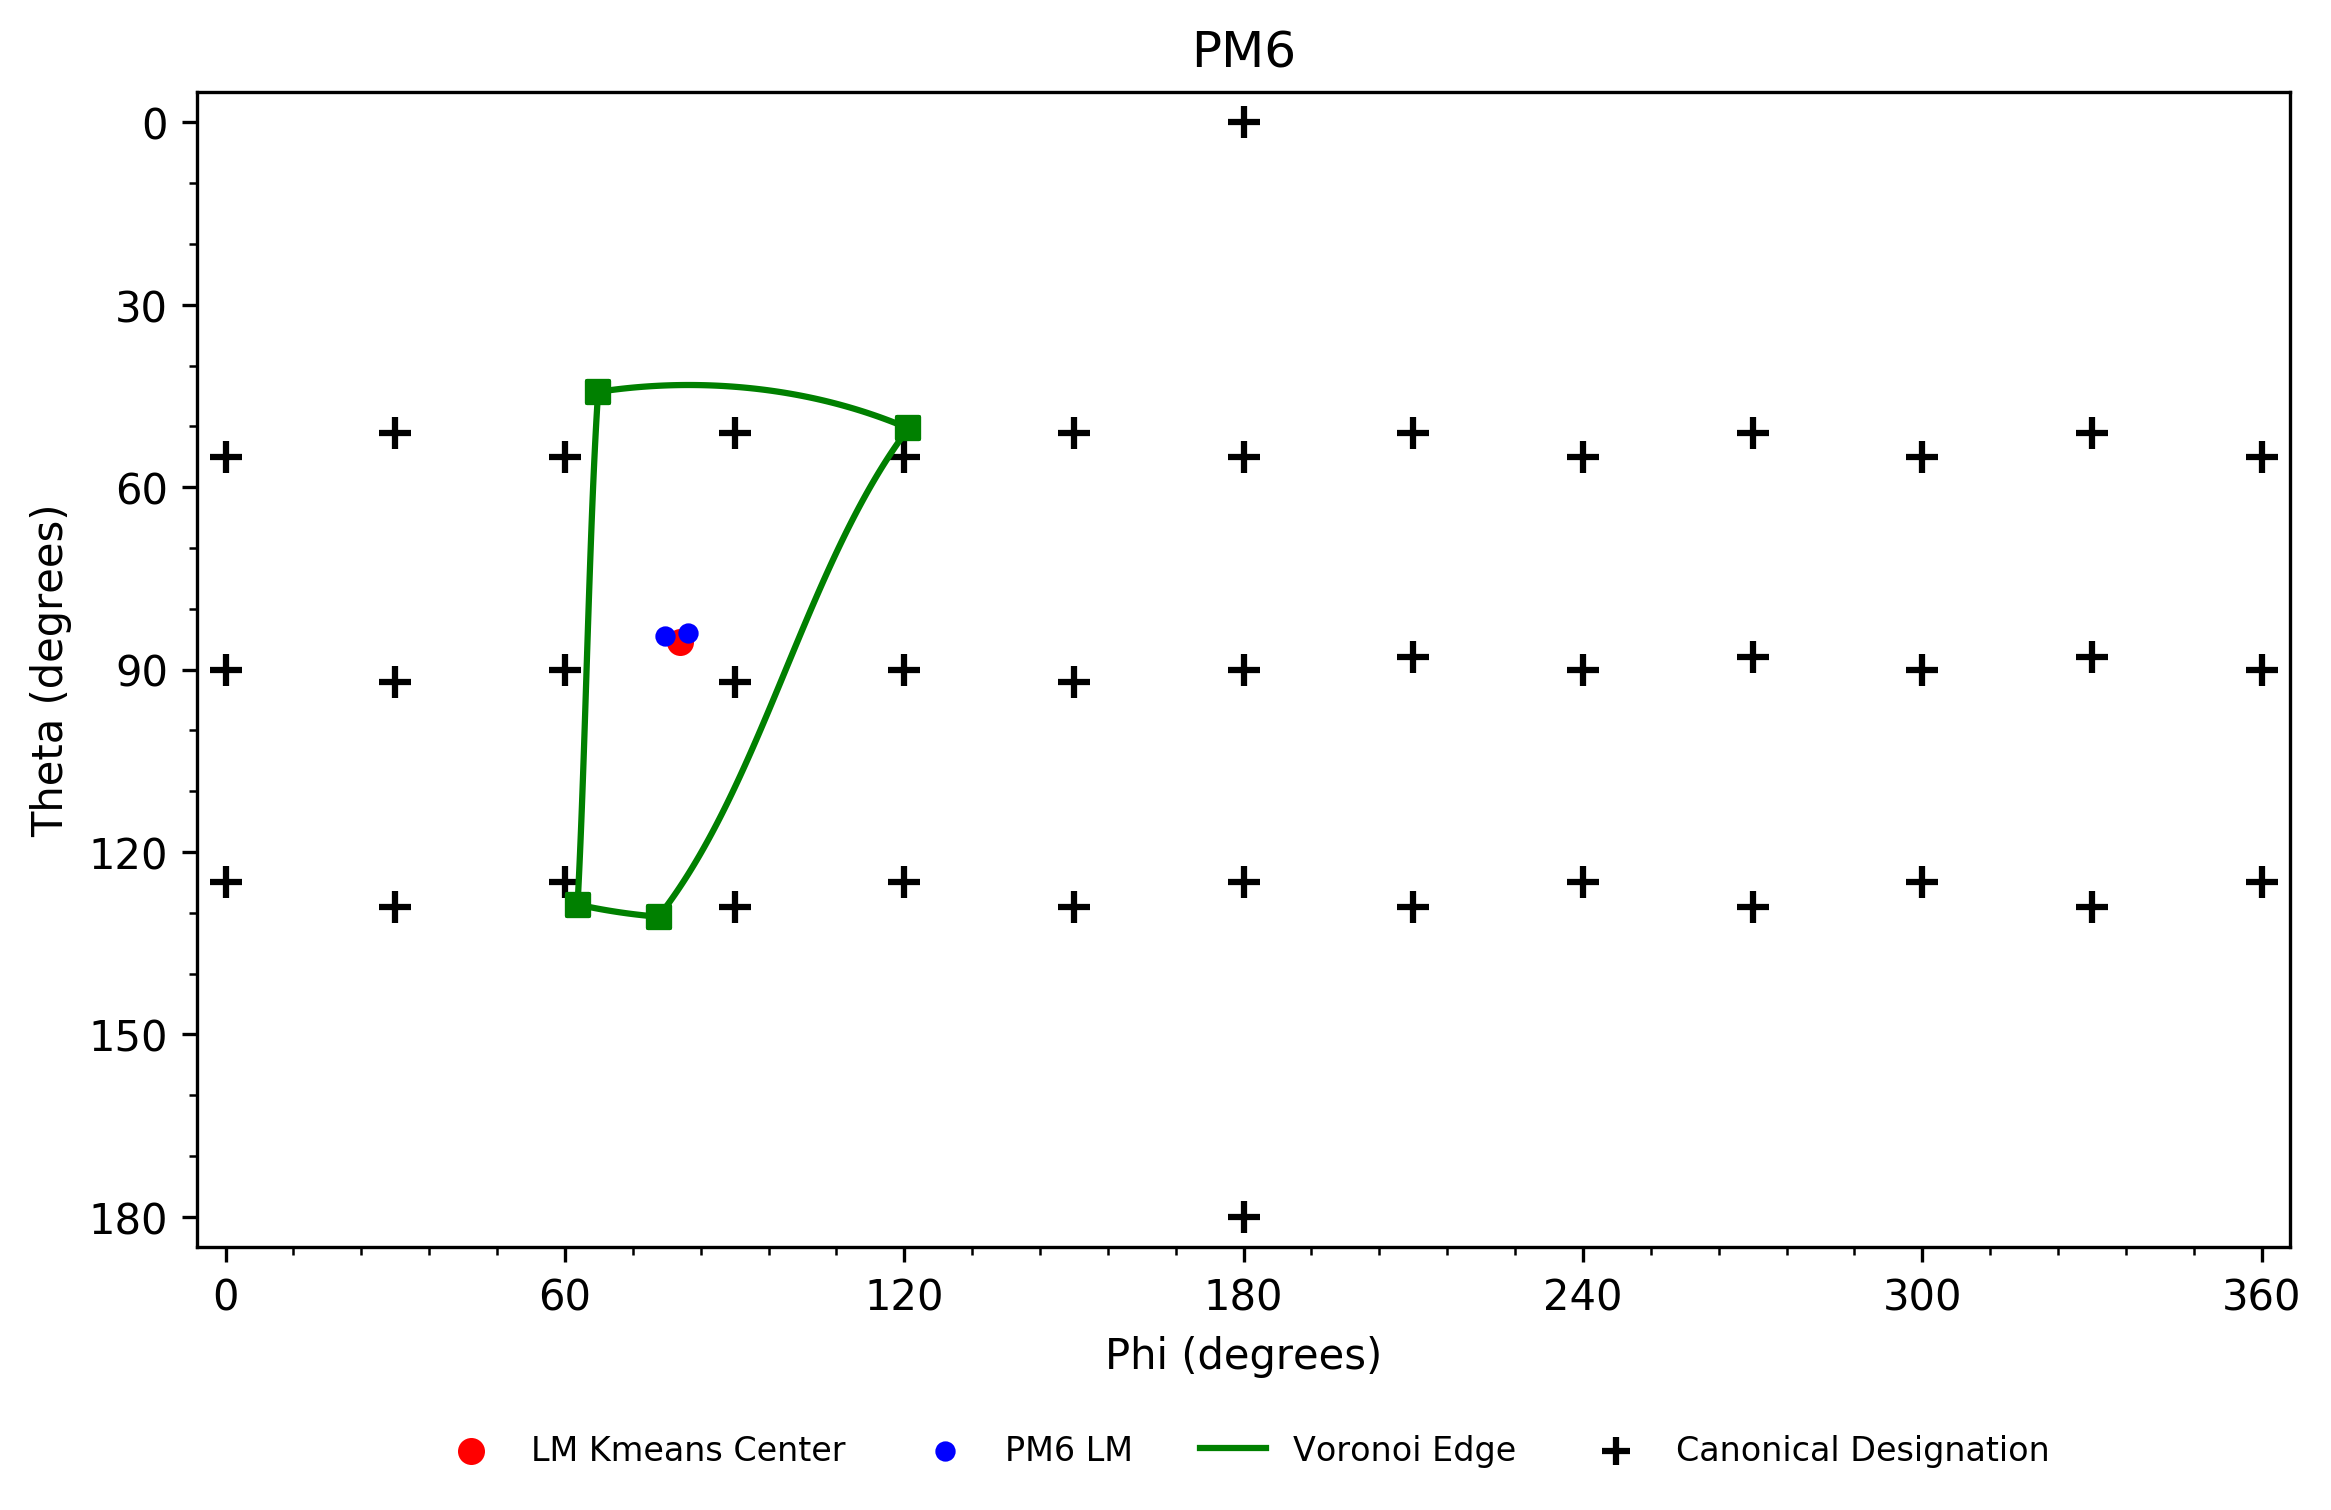 PM6
0
30
60
90
120
150
180
Theta (degrees)
0 60 120 180 240 300 360
Phi (degrees)
LM Kmeans Center PM6 LM Voronoi Edge Canonical Designation